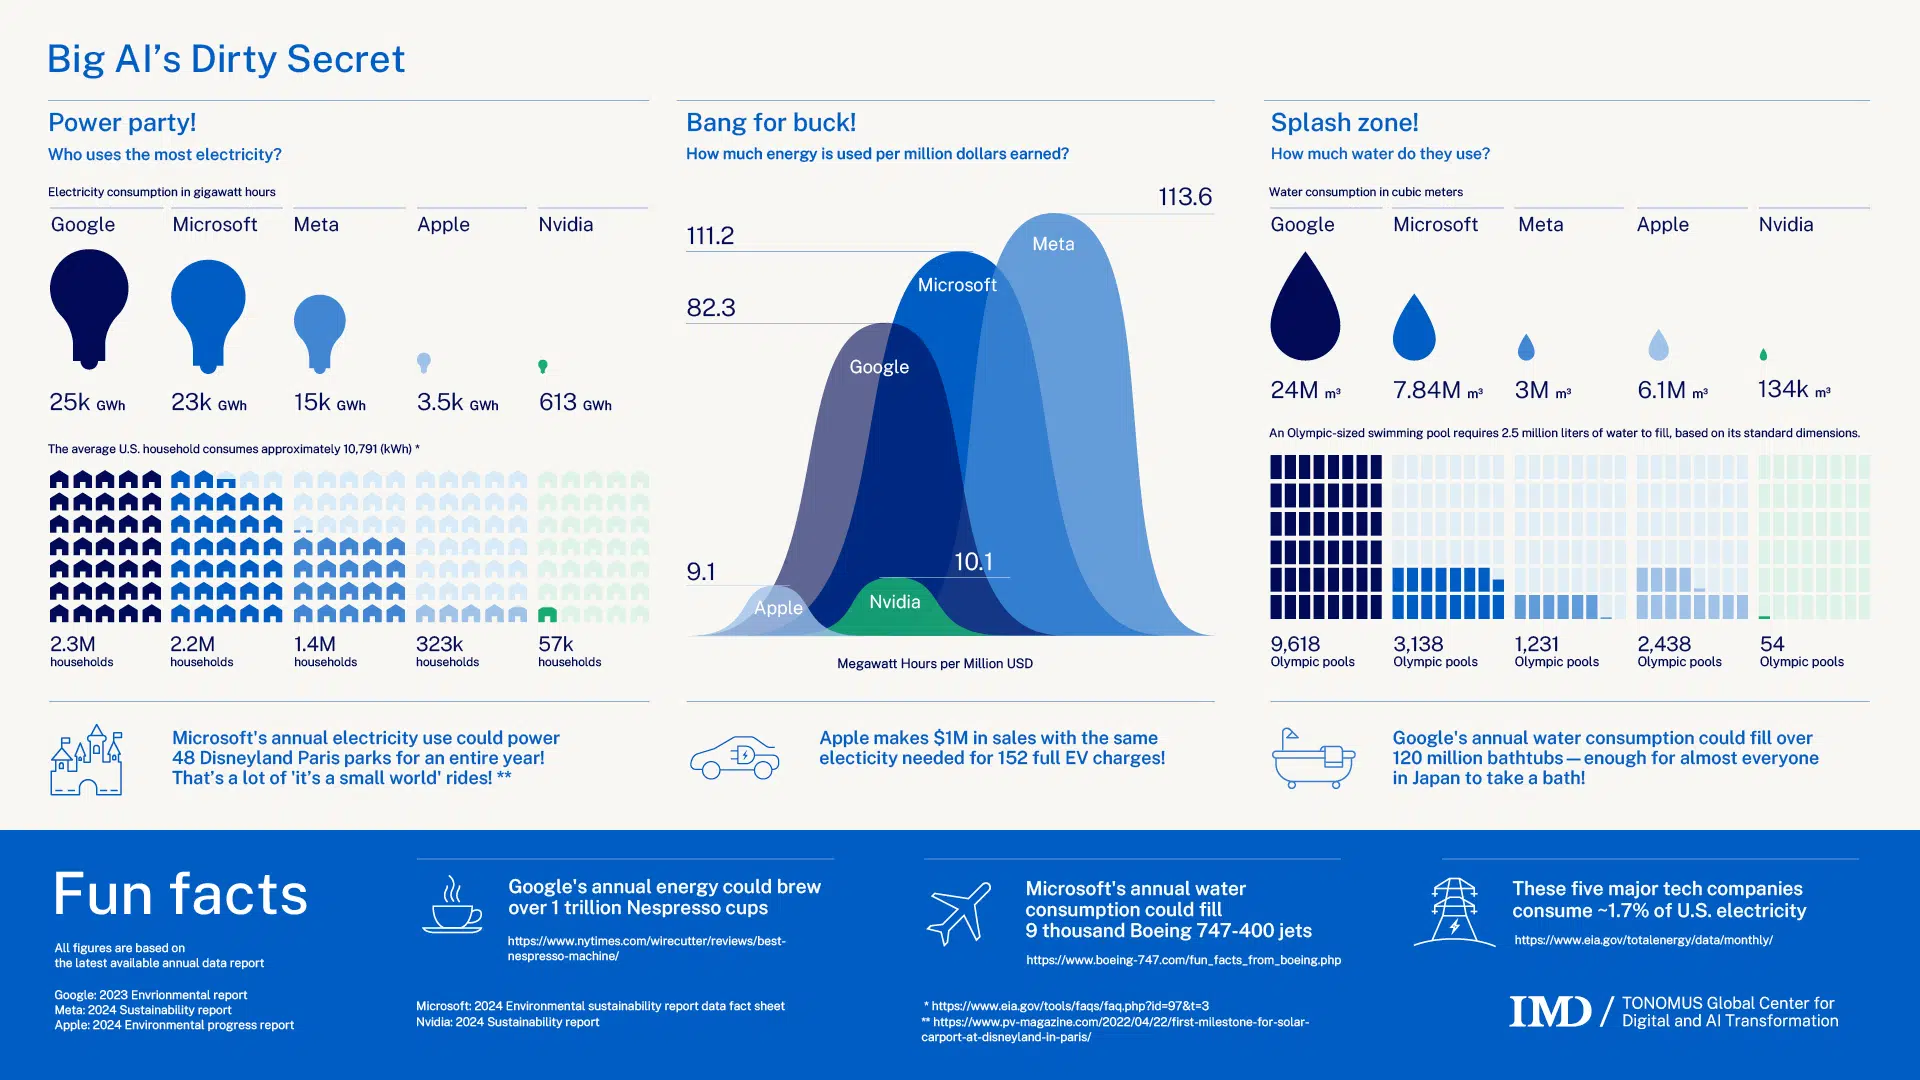 Big AI’s Dirty Secret
Power party!
Who uses the most electricity?
Electricity consumption in gigawatt hours
Google
Microsoft
Meta
Apple
Nvidia
25k GWh
23k GWh
15k GWh
3.5k GWh
613 GWh
The average U.S. household consumes approximately 10,791 (kWh) *
2.3M
households
2.2M
households
1.4M
households
323k
households
57k
households
Microsoft's annual electricity use could power
48 Disneyland Paris parks for an entire year!
That’s a lot of 'it’s a small world' rides! **
Bang for buck!
How much energy is used per million dollars earned?
113.6
111.2
82.3
9.1
10.1
Meta
Microsoft
Google
Apple
Nvidia
Megawatt Hours per Million USD
Apple makes $1M in sales with the same
electicity needed for 152 full EV charges!
Splash zone!
How much water do they use?
Water consumption in cubic meters
Google
Microsoft
Meta
Apple
Nvidia
24M m³
7.84M m³
3M m³
6.1M m³
134k m³
An Olympic-sized swimming pool requires 2.5 million liters of water to fill, based on its standard dimensions.
9,618
Olympic pools
3,138
Olympic pools
1,231
Olympic pools
2,438
Olympic pools
54
Olympic pools
Google's annual water consumption could fill over
120 million bathtubs—enough for almost everyone
in Japan to take a bath!
Fun facts
All figures are based on
the latest available annual data report
Google: 2023 Envrionmental report
Meta: 2024 Sustainability report
Apple: 2024 Environmental progress report
Google's annual energy could brew
over 1 trillion Nespresso cups
https://www.nytimes.com/wirecutter/reviews/best-
nespresso-machine/
Microsoft: 2024 Environmental sustainability report data fact sheet
Nvidia: 2024 Sustainability report
Microsoft's annual water
consumption could fill
9 thousand Boeing 747-400 jets
https://www.boeing-747.com/fun_facts_from_boeing.php
* https://www.eia.gov/tools/faqs/faq.php?id=97&t=3
** https://www.pv-magazine.com/2022/04/22/first-milestone-for-solar-
carport-at-disneyland-in-paris/
These five major tech companies
consume ~1.7% of U.S. electricity
https://www.eia.gov/totalenergy/data/monthly/
IMD / TONOMUS Global Center for
Digital and AI Transformation